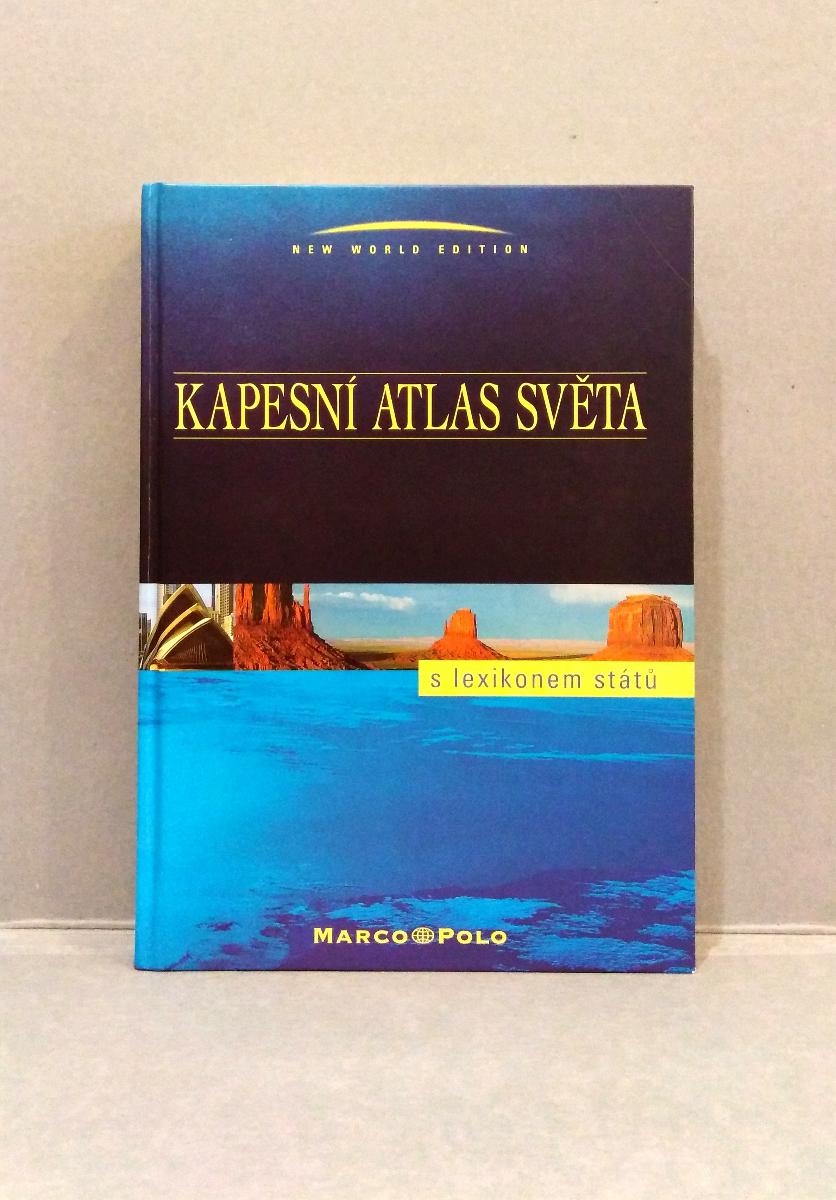 NEW WORLD EDITION
KAPESNÍ ATLAS SVĚTA
s lexikonem států
MARCO POLO